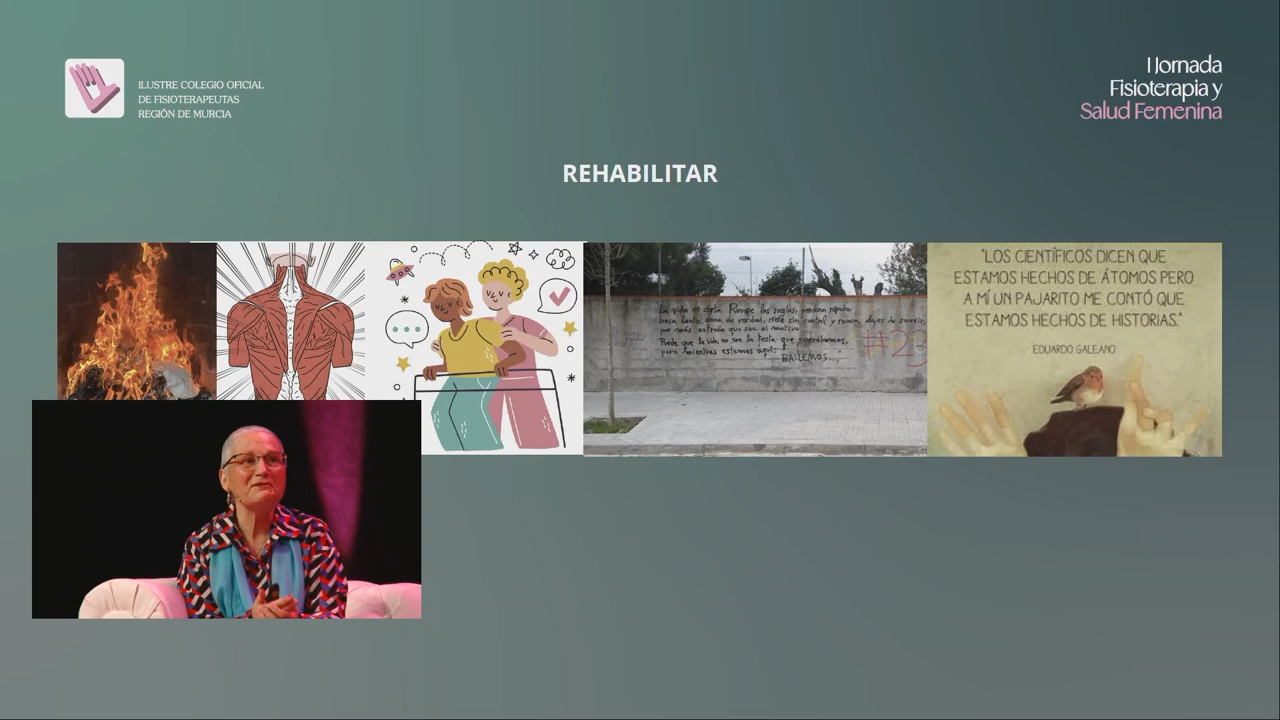 ILUSTRE COLEGIO OFICIAL
DE FISIOTERAPEUTAS
REGIÓN DE MURCIA
I Jornada
Fisioterapia y
Salud Femenina
REHABILITAR
La vida es corta. Rompe las reglas, perdona rápido,
besa lento, ama de verdad, ríete sin control y nunca dejes de sonreír,
por más extraño que sea el motivo
Puede que la vida no sea la fiesta que esperábamos,
pero mientras estemos aquí:
BAILEMOS...
#23
"LOS CIENTÍFICOS DICEN QUE
ESTAMOS HECHOS DE ÁTOMOS PERO
A MÍ UN PAJARITO ME CONTÓ QUE
ESTAMOS HECHOS DE HISTORIAS."
EDUARDO GALEANO